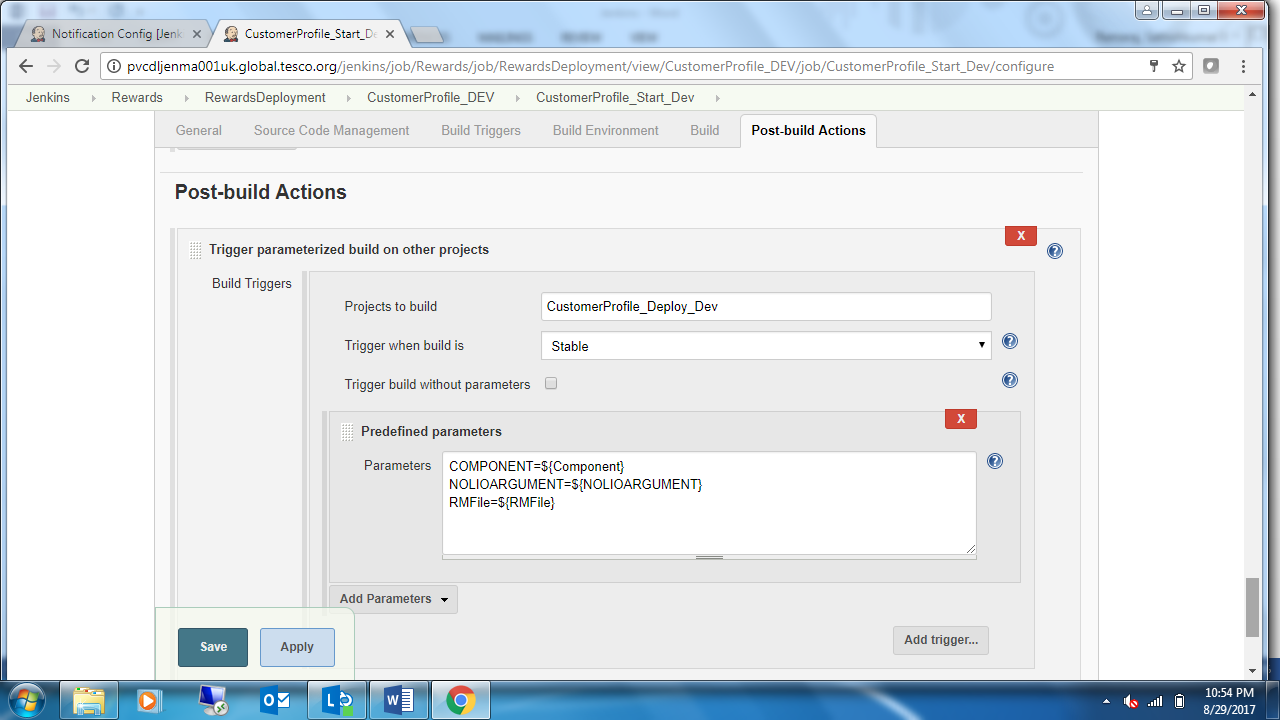 Notification Config [Jenk
CustomerProfile_Start_De
pvcdljenma001uk.global.tesco.org/jenkins/job/Rewards/job/RewardsDeployment/view/CustomerProfile_DEV/job/CustomerProfile_Start_Dev/configure
Jenkins Rewards RewardsDeployment CustomerProfile_DEV CustomerProfile_Start_Dev
General Source Code Management Build Triggers Build Environment Build Post-build Actions
Post-build Actions
X
Trigger parameterized build on other projects
Build Triggers
Projects to build CustomerProfile_Deploy_Dev
Trigger when build is Stable
Trigger build without parameters
X
Predefined parameters
Parameters COMPONENT=${Component}
NOLIOARGUMENT=${NOLIOARGUMENT}
RMFile=${RMFile}
Add Parameters
Save Apply
Add trigger...
10:54 PM
8/29/2017